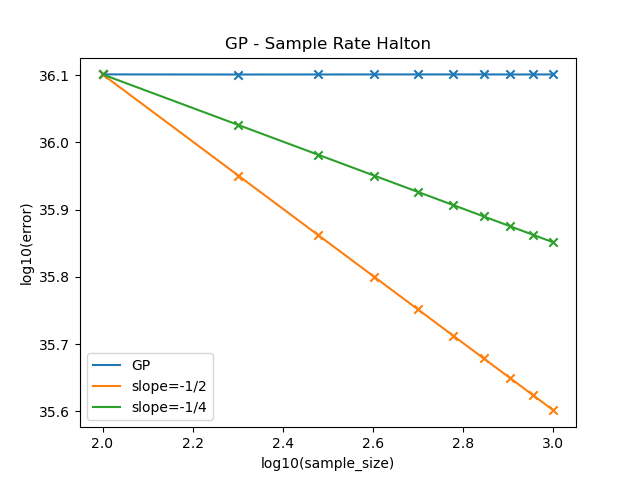 GP - Sample Rate Halton
log10(error)
36.1
36.0
35.9
35.8
35.7
35.6
GP
slope=-1/2
slope=-1/4
2.0 2.2 2.4 2.6 2.8 3.0
log10(sample_size)